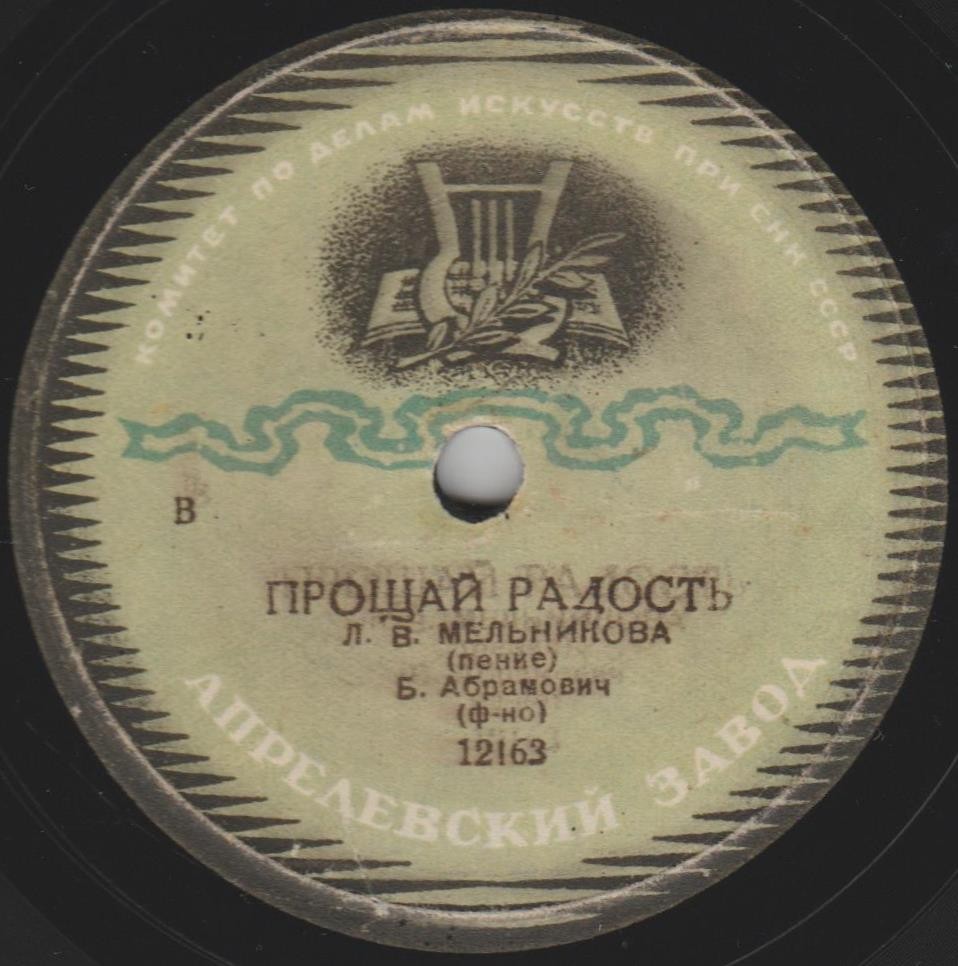 КОМИТЕТ ПО ДЕЛАМ ИСКУССТВ ПРИ СНК СССР
В
ПРОЩАЙ РАДОСТЬ
Л. В. МЕЛЬНИКОВА
(пение)
Б. Абрамович
(ф-но)
12163
АПРЕЛЕВСКИЙ ЗАВОД